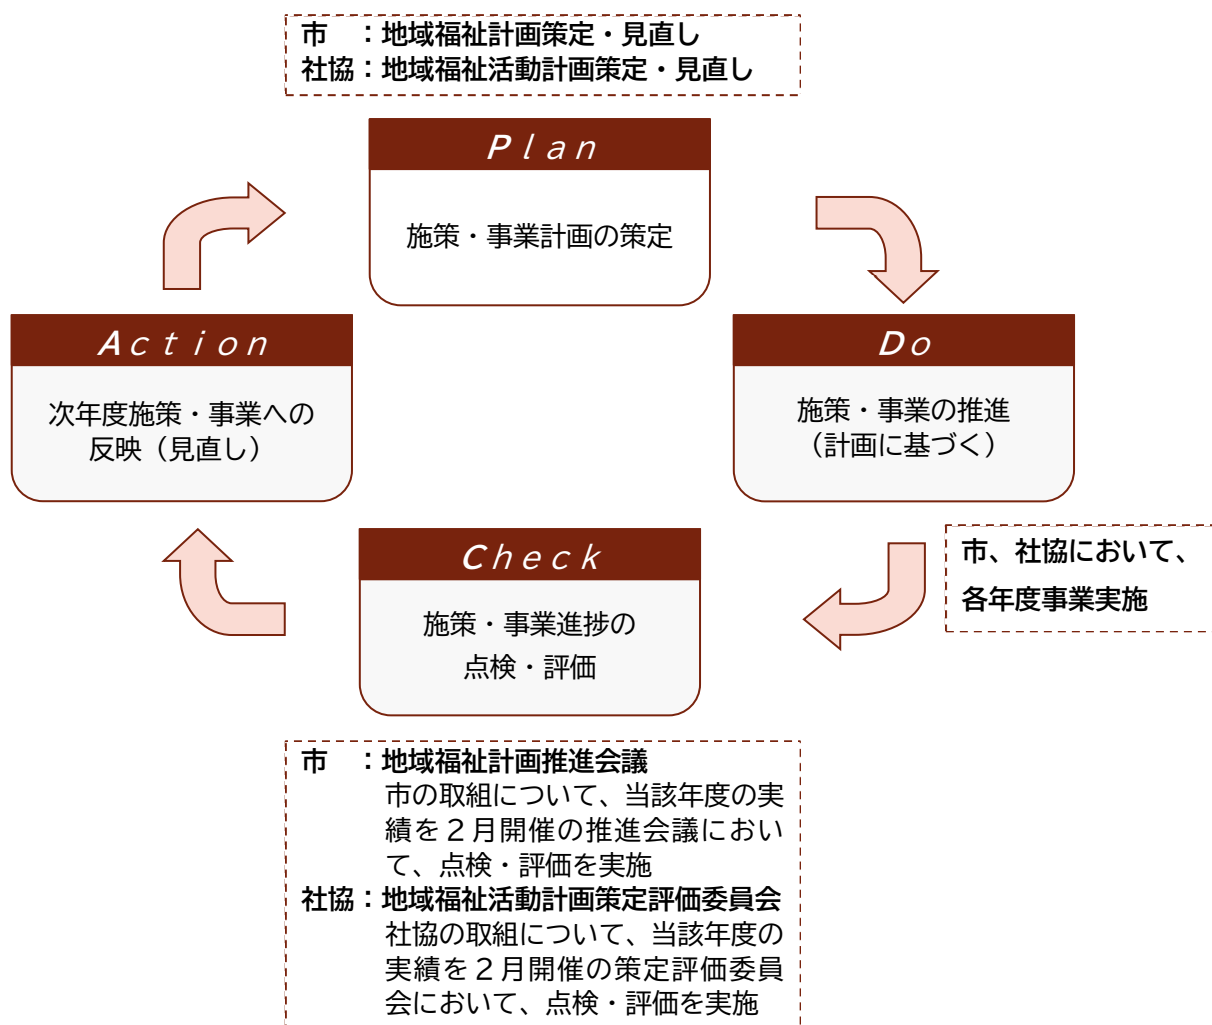 市　：地域福祉計画策定・見直し
社協：地域福祉活動計画策定・見直し
Plan
施策・事業計画の策定
Action
次年度施策・事業への
反映（見直し）
Do
施策・事業の推進
（計画に基づく）
Check
施策・事業進捗の
点検・評価
市、社協において、
各年度事業実施
市　：地域福祉計画推進会議
市の取組について、当該年度の実
績を２月開催の推進会議におい
て、点検・評価を実施
社協：地域福祉活動計画策定評価委員会
社協の取組について、当該年度の
実績を２月開催の策定評価委員
会において、点検・評価を実施